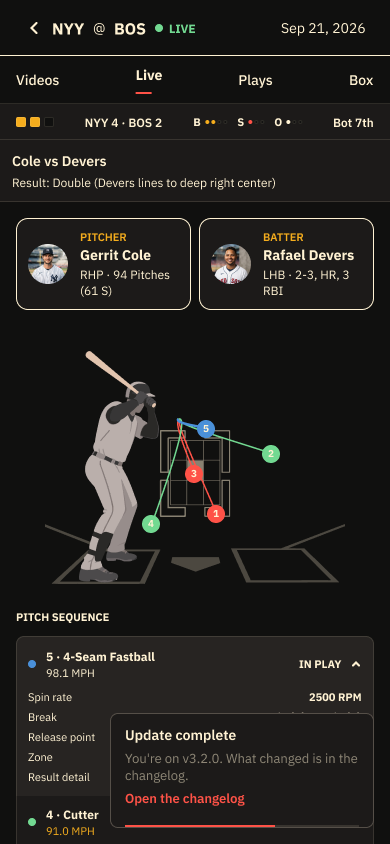 NYY @ BOS LIVE Sep 21, 2026
Videos Live Plays Box
NYY 4 · BOS 2 B S O Bot 7th
Cole vs Devers
Result: Double (Devers lines to deep right center)
PITCHER
Gerrit Cole
RHP · 94 Pitches
(61 S)
BATTER
Rafael Devers
LHB · 2-3, HR, 3
RBI
5
2
3
1
4
PITCH SEQUENCE
5 · 4-Seam Fastball
98.1 MPH
IN PLAY
Spin rate 2500 RPM
Break
Release point
Zone
Result detail
4 · Cutter
91.0 MPH
Update complete
You're on v3.2.0. What changed is in the
changelog.
Open the changelog